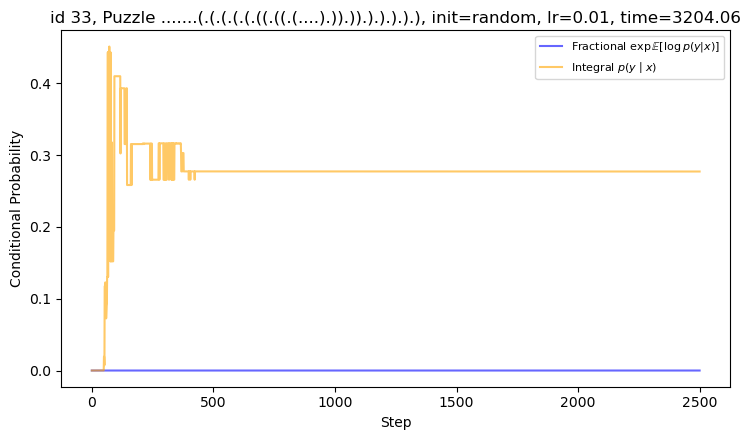 id 33, Puzzle .......(.(.(.(.(.((.((.(....).)).)).).).).).).), init=random, lr=0.01, time=3204.06
Fractional exp𝔼[log p(y|x)]
Integral p(y | x)
Conditional Probability
0.4
0.3
0.2
0.1
0.0
0
500
1000
1500
2000
2500
Step